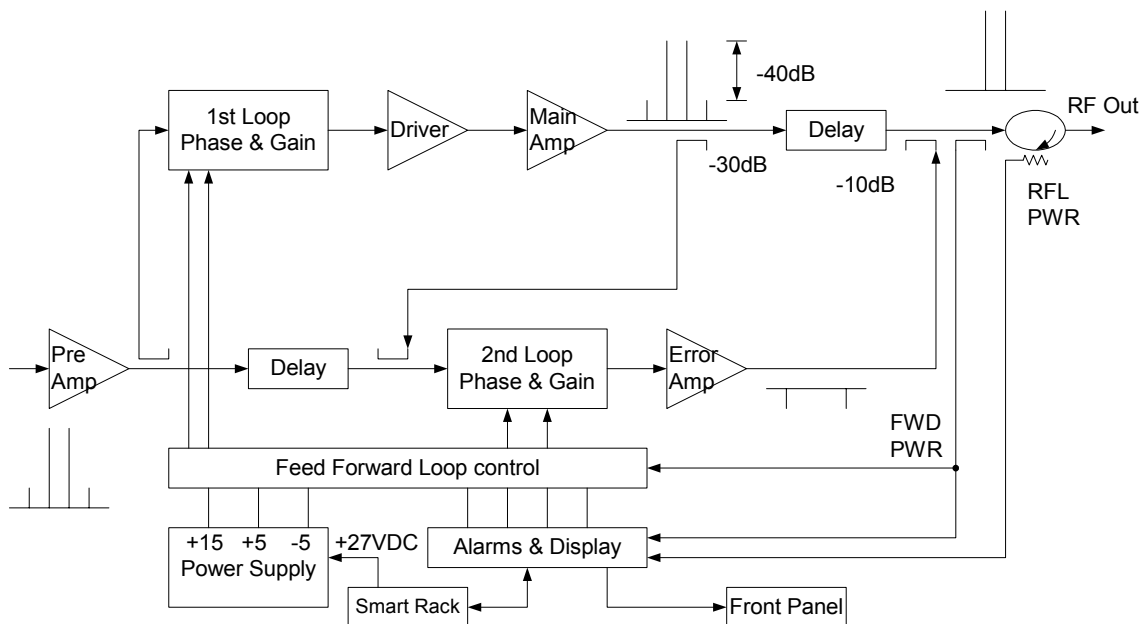 -40dB
RF Out
1st Loop
Phase & Gain
Driver
Main
Amp
Delay
-30dB
-10dB
RFL
PWR
Pre
Amp
Delay
2nd Loop
Phase & Gain
Error
Amp
FWD
PWR
Feed Forward Loop control
+15 +5 -5 +27VDC
Power Supply
Alarms & Display
Smart Rack
Front Panel